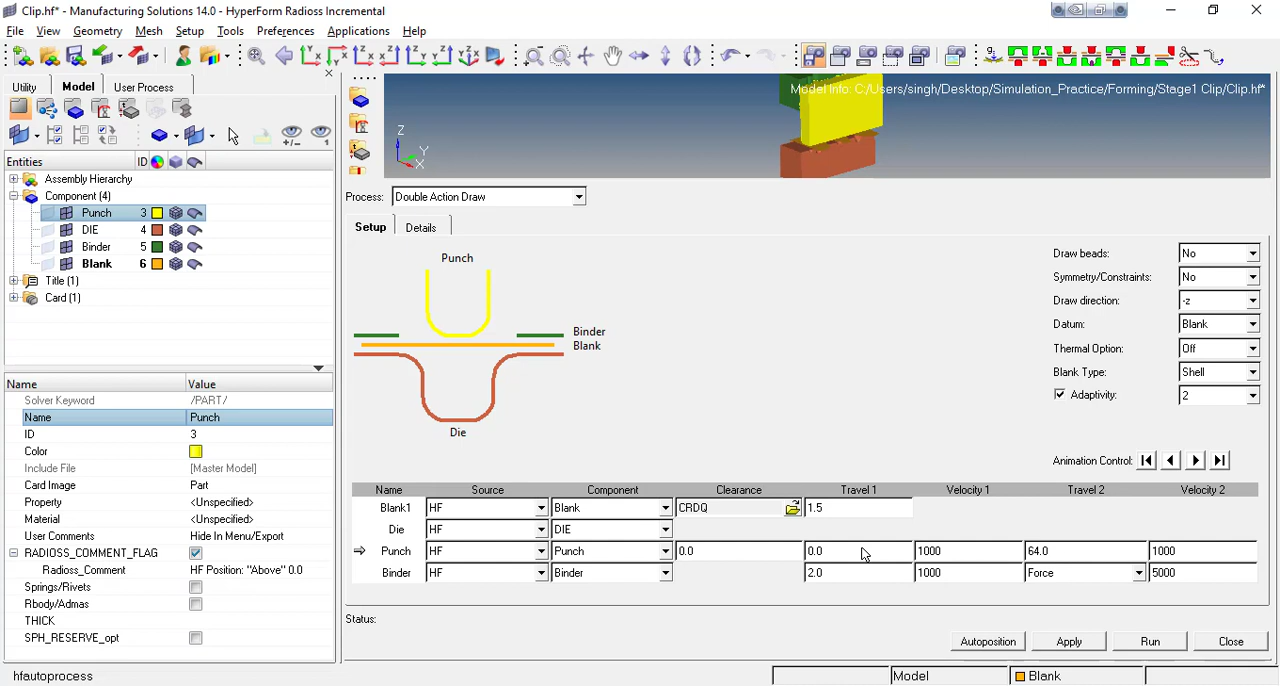 Clip.hf* - Manufacturing Solutions 14.0 - HyperForm Radioss Incremental
File View Geometry Mesh Setup Tools Preferences Applications Help
Utility Model User Process
Entities ID
Assembly Hierarchy
Component (4)
Punch 3
DIE 4
Binder 5
Blank 6
Title (1)
Card (1)
Name Value
Solver Keyword /PART/
Name Punch
ID 3
Color
Include File [Master Model]
Card Image Part
Property <Unspecified>
Material <Unspecified>
User Comments Hide In Menu/Export
RADIOSS_COMMENT_FLAG
Radioss_Comment HF Position: "Above" 0.0
Springs/Rivets
Rbody/Admas
THICK
SPH_RESERVE_opt
Model Info: C:/Users/singh/Desktop/Simulation_Practice/Forming/Stage1 Clip/Clip.hf*
Z
Y
X
Process: Double Action Draw
Setup Details
Punch
Binder
Blank
Die
Draw beads: No
Symmetry/Constraints: No
Draw direction: -z
Datum: Blank
Thermal Option: Off
Blank Type: Shell
Adaptivity: 2
Animation Control:
Name Source Component Clearance Travel 1 Velocity 1 Travel 2 Velocity 2
Blank1 HF Blank CRDQ 1.5
Die HF DIE
Punch HF Punch 0.0 0.0 1000 64.0 1000
Binder HF Binder 2.0 1000 Force 5000
Status:
Autoposition Apply Run Close
hfautoprocess Model Blank